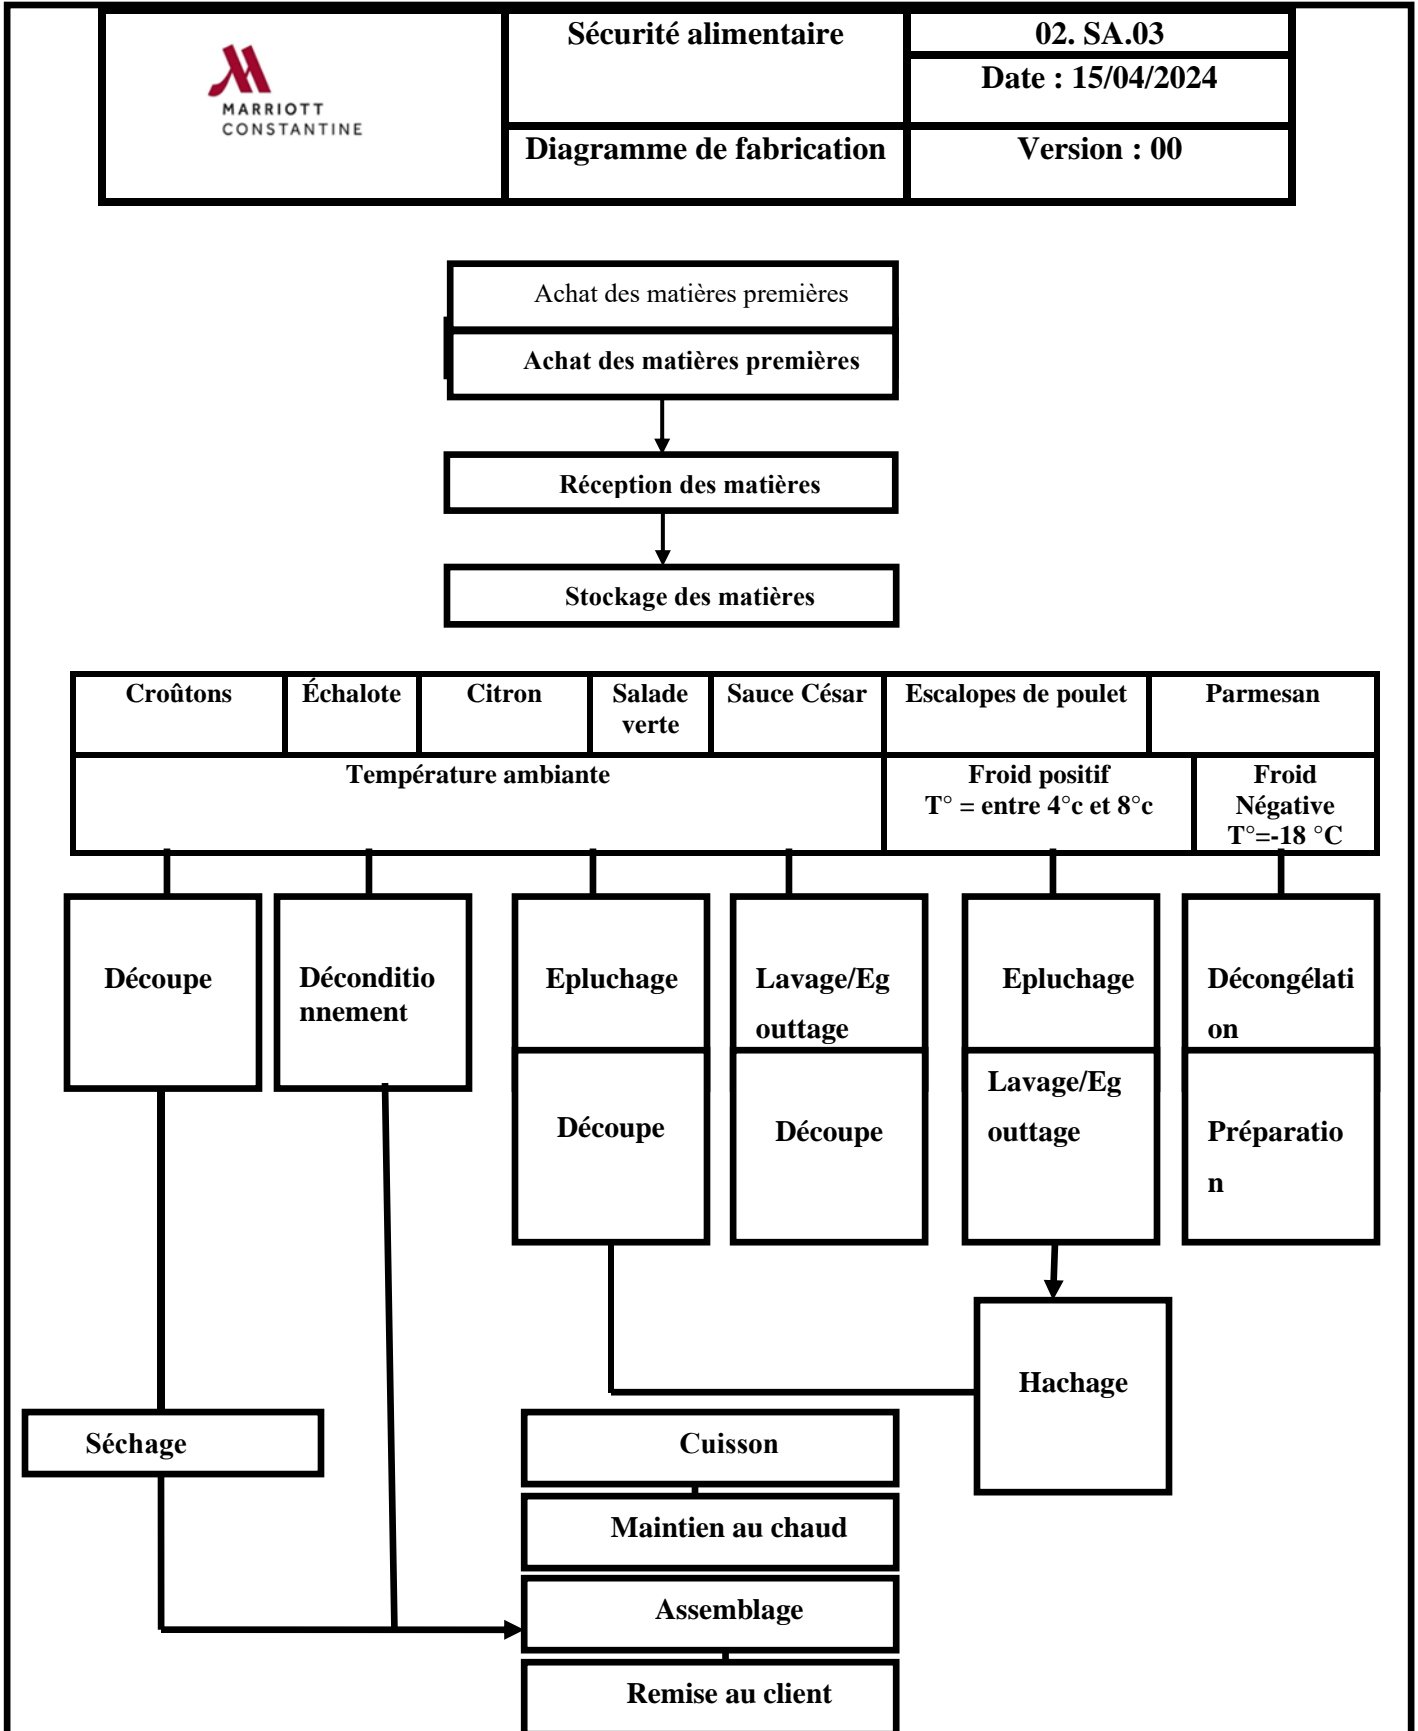 MARRIOTT
CONSTANTINE
Sécurité alimentaire
02. SA.03
Date : 15/04/2024
Diagramme de fabrication
Version : 00
Achat des matières premières
Achat des matières premières
Réception des matières
Stockage des matières
Croûtons
Échalote
Citron
Salade
verte
Sauce César
Escalopes de poulet
Parmesan
Température ambiante
Froid positif
T° = entre 4°c et 8°c
Froid
Négative
T°=-18 °C
Découpe
Déconditio
nnement
Epluchage
Lavage/Eg
outtage
Epluchage
Décongélati
on
Découpe
Découpe
Lavage/Eg
outtage
Préparatio
n
Hachage
Séchage
Cuisson
Maintien au chaud
Assemblage
Remise au client